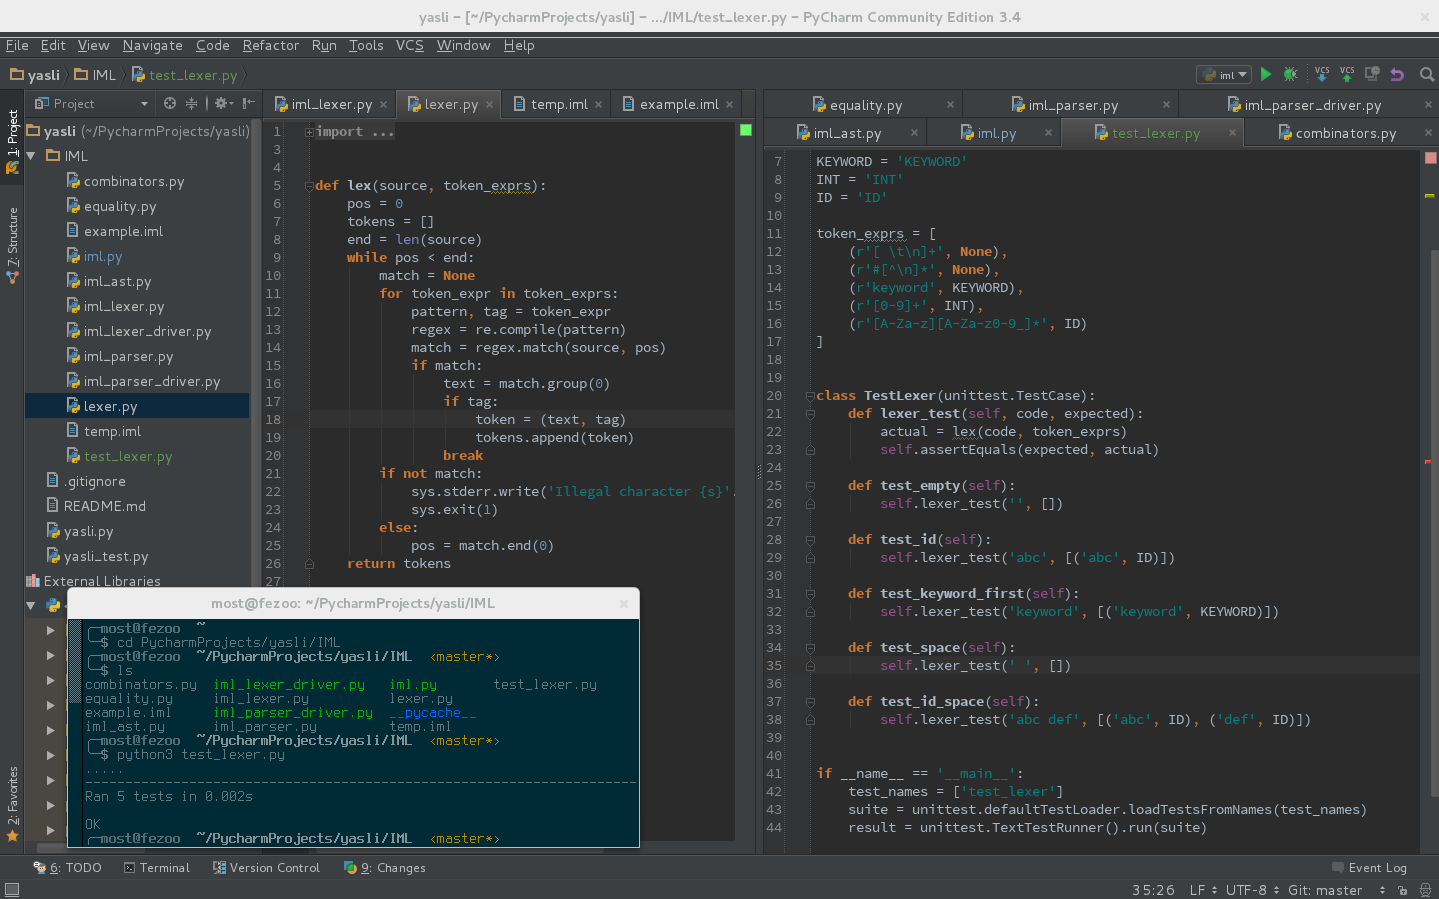 yasli - [~/PycharmProjects/yasli] - .../IML/test_lexer.py - PyCharm Community Edition 3.4
File Edit View Navigate Code Refactor Run Tools VCS Window Help
yasli IML test_lexer.py
iml
VCS VCS
1: Project
7: Structure
2: Favorites
Project
yasli (~/PycharmProjects/yasli)
IML
combinators.py
equality.py
example.iml
iml.py
iml_ast.py
iml_lexer.py
iml_lexer_driver.py
iml_parser.py
iml_parser_driver.py
lexer.py
temp.iml
test_lexer.py
.gitignore
README.md
yasli.py
yasli_test.py
External Libraries
iml_lexer.py lexer.py temp.iml example.iml
1 import ...
3
4
5 def lex(source, token_exprs):
6 pos = 0
7 tokens = []
8 end = len(source)
9 while pos < end:
10 match = None
11 for token_expr in token_exprs:
12 pattern, tag = token_expr
13 regex = re.compile(pattern)
14 match = regex.match(source, pos)
15 if match:
16 text = match.group(0)
17 if tag:
18 token = (text, tag)
19 tokens.append(token)
20 break
21 if not match:
22 sys.stderr.write('Illegal character {s}'.
23 sys.exit(1)
24 else:
25 pos = match.end(0)
26 return tokens
27
equality.py iml_parser.py iml_parser_driver.py
iml_ast.py iml.py test_lexer.py combinators.py
7 KEYWORD = 'KEYWORD'
8 INT = 'INT'
9 ID = 'ID'
10
11 token_exprs = [
12 (r'[ \t\n]+', None),
13 (r'#[^\n]*', None),
14 (r'keyword', KEYWORD),
15 (r'[0-9]+', INT),
16 (r'[A-Za-z][A-Za-z0-9_]*', ID)
17 ]
18
19
20 class TestLexer(unittest.TestCase):
21 def lexer_test(self, code, expected):
22 actual = lex(code, token_exprs)
23 self.assertEquals(expected, actual)
24
25 def test_empty(self):
26 self.lexer_test('', [])
27
28 def test_id(self):
29 self.lexer_test('abc', [('abc', ID)])
30
31 def test_keyword_first(self):
32 self.lexer_test('keyword', [('keyword', KEYWORD)])
33
34 def test_space(self):
35 self.lexer_test(' ', [])
36
37 def test_id_space(self):
38 self.lexer_test('abc def', [('abc', ID), ('def', ID)])
39
40
41 if __name__ == '__main__':
42 test_names = ['test_lexer']
43 suite = unittest.defaultTestLoader.loadTestsFromNames(test_names)
44 result = unittest.TextTestRunner().run(suite)
most@fezoo: ~/PycharmProjects/yasli/IML
most@fezoo ~
$ cd PycharmProjects/yasli/IML
most@fezoo ~/PycharmProjects/yasli/IML <master*>
$ ls
combinators.py iml_lexer_driver.py iml.py test_lexer.py
equality.py iml_lexer.py lexer.py
example.iml iml_parser_driver.py __pycache__
iml_ast.py iml_parser.py temp.iml
most@fezoo ~/PycharmProjects/yasli/IML <master*>
$ python3 test_lexer.py
.....
----------------------------------------------------------------------
Ran 5 tests in 0.002s
OK
most@fezoo ~/PycharmProjects/yasli/IML <master*>
6: TODO Terminal Version Control 9: Changes Event Log
35:26 LF UTF-8 Git: master